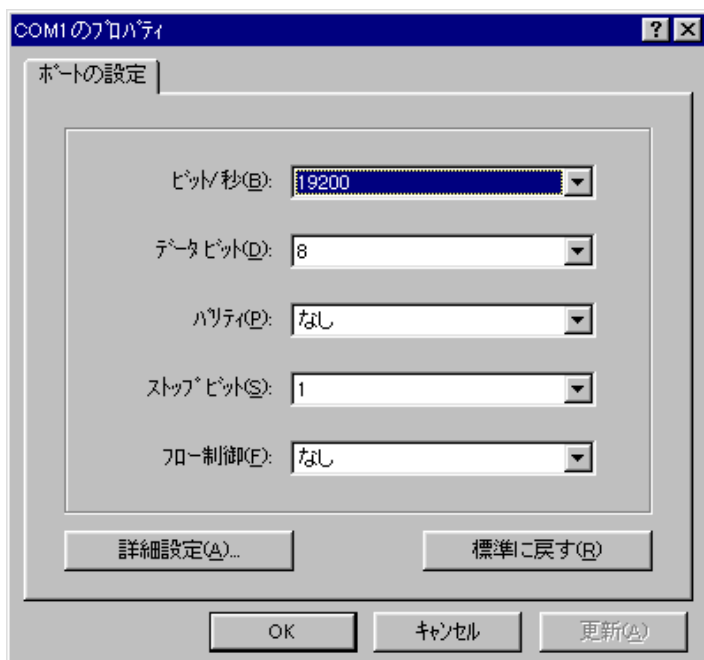 COM1のﾌﾟﾛﾊﾟﾃｨ
ﾎﾟｰﾄの設定
ﾋﾞｯﾄ/秒(B): 19200
ﾃﾞｰﾀ ﾋﾞｯﾄ(D): 8
ﾊﾟﾘﾃｨ(P): なし
ｽﾄｯﾌﾟ ﾋﾞｯﾄ(S): 1
ﾌﾛｰ制御(F): なし
詳細設定(A)... 標準に戻す(R)
OK ｷｬﾝｾﾙ 更新(A)